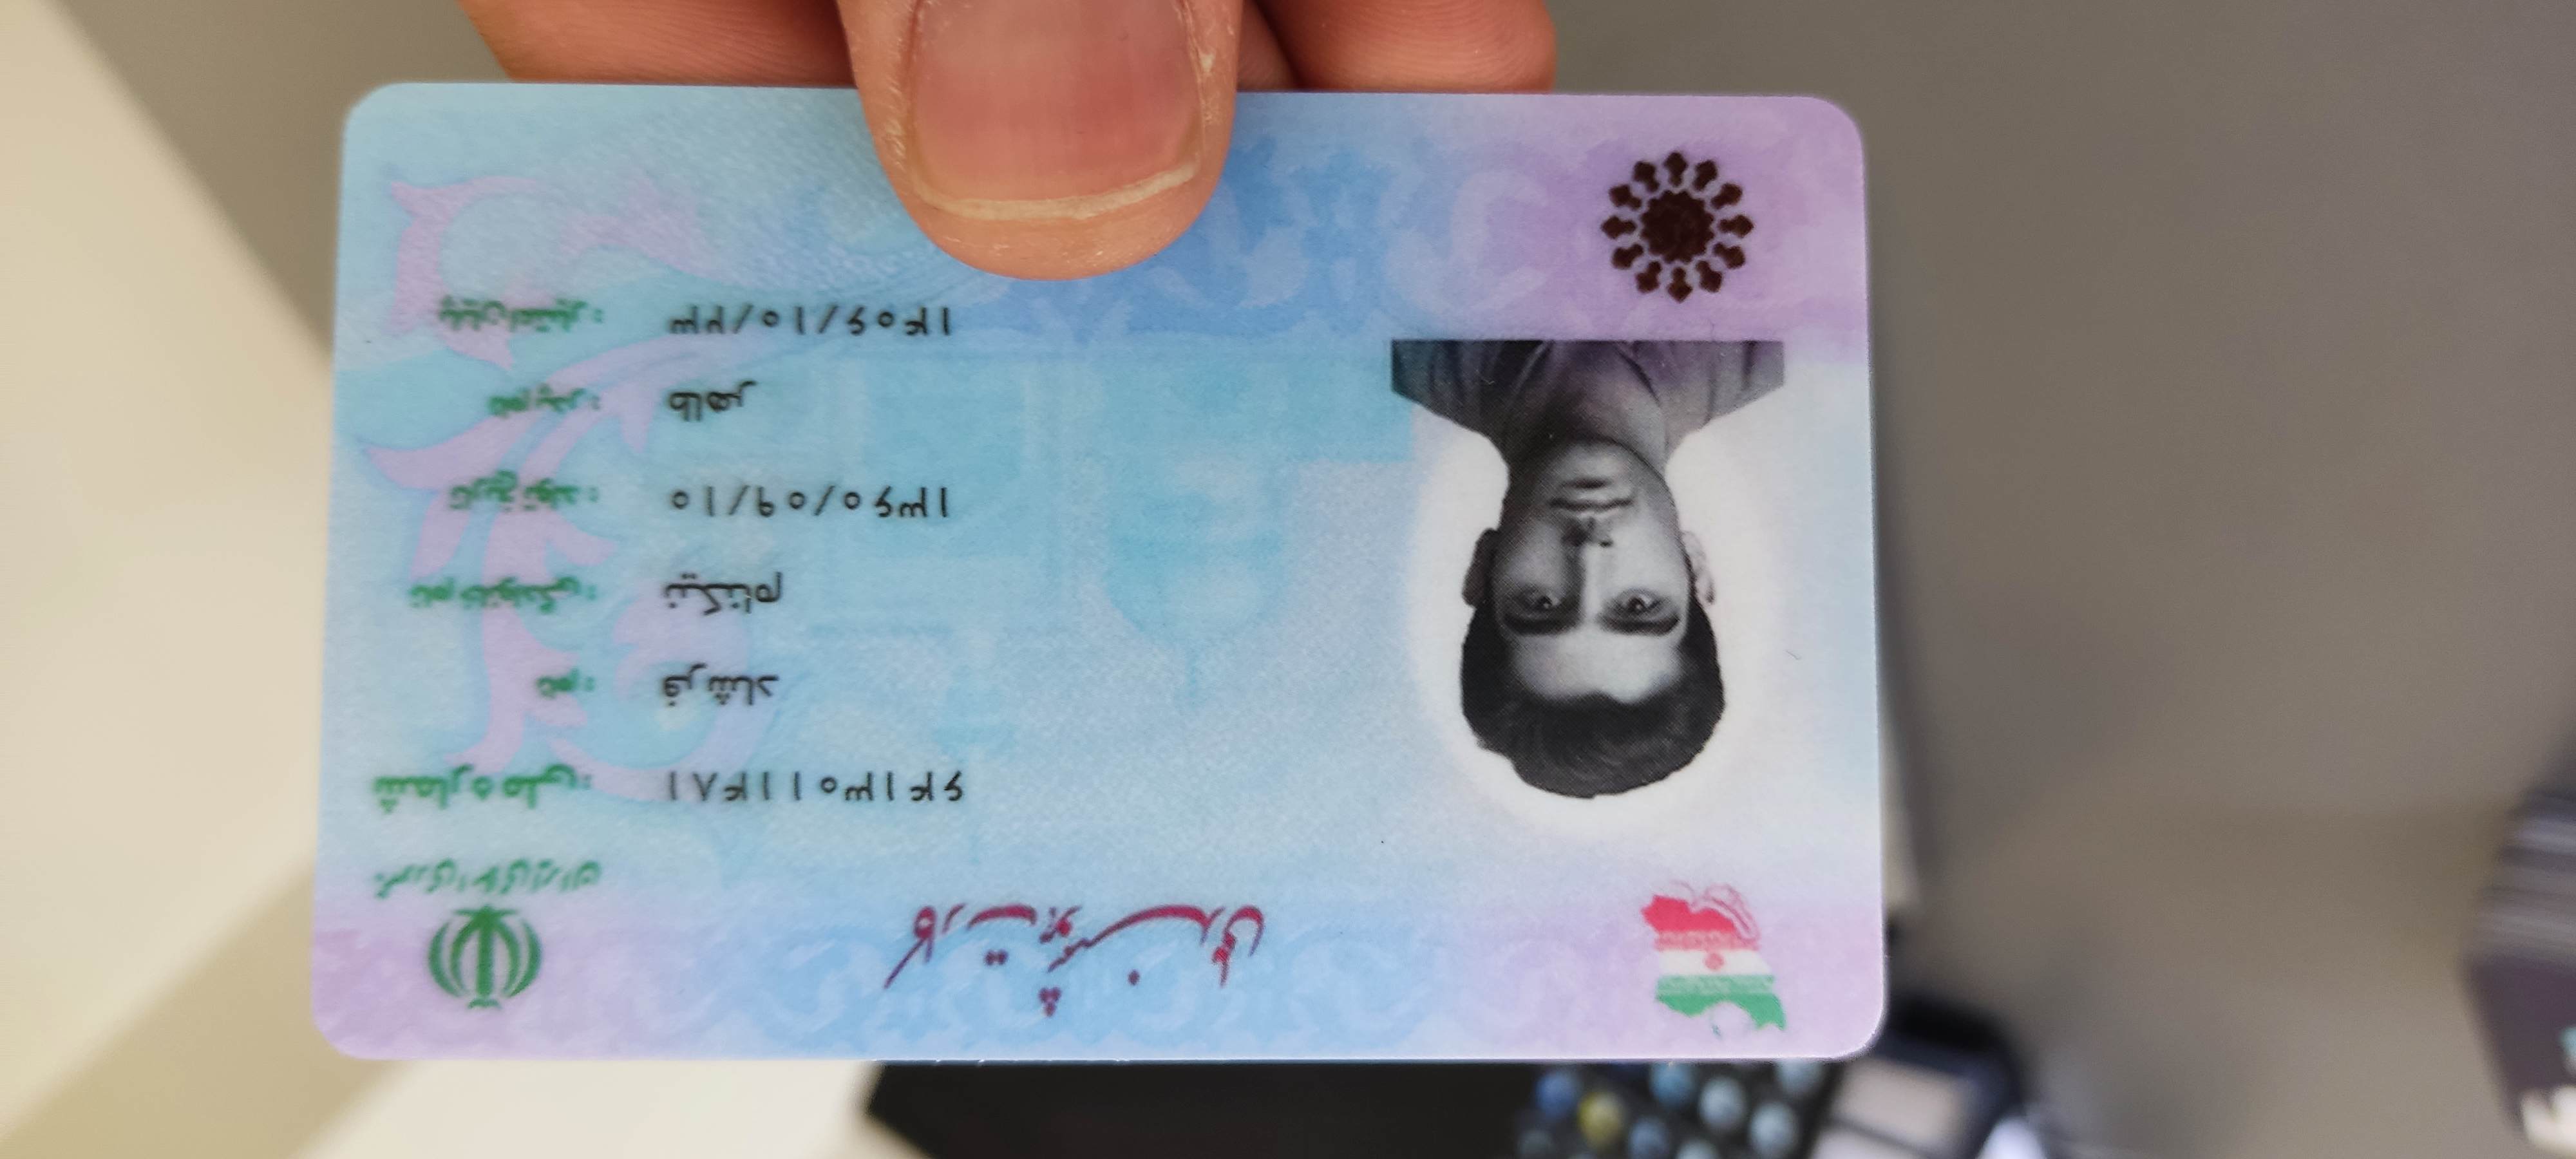 جمهوری اسلامی ایران
کارت هوشمند ملی
شماره ملی: ۶۴۱۳۰۱۱۴۸۱
نام: فرشاد
نام خانوادگی: نیکنام
تاریخ تولد: ۱۳۶۰/۰۹/۱۰
نام پدر: طاهر
پایان اعتبار: ۱۴۰۶/۱۰/۲۳